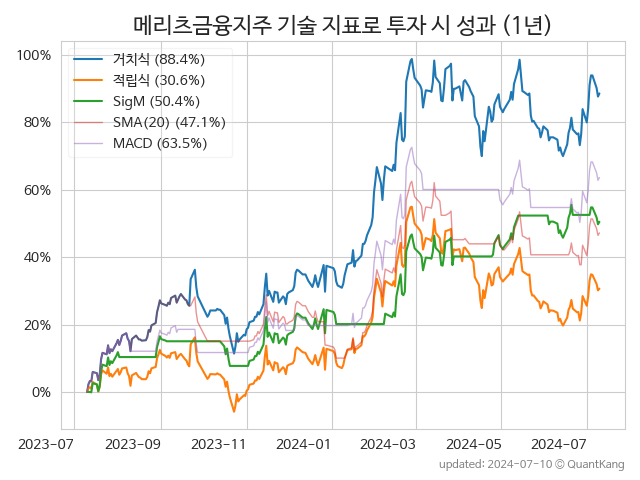 메리츠금융지주 기술 지표로 투자 시 성과 (1년)
거치식 (88.4%)
적립식 (30.6%)
SigM (50.4%)
SMA(20) (47.1%)
MACD (63.5%)
100%
80%
60%
40%
20%
0%
2023-07 2023-09 2023-11 2024-01 2024-03 2024-05 2024-07
updated: 2024-07-10 © QuantKang